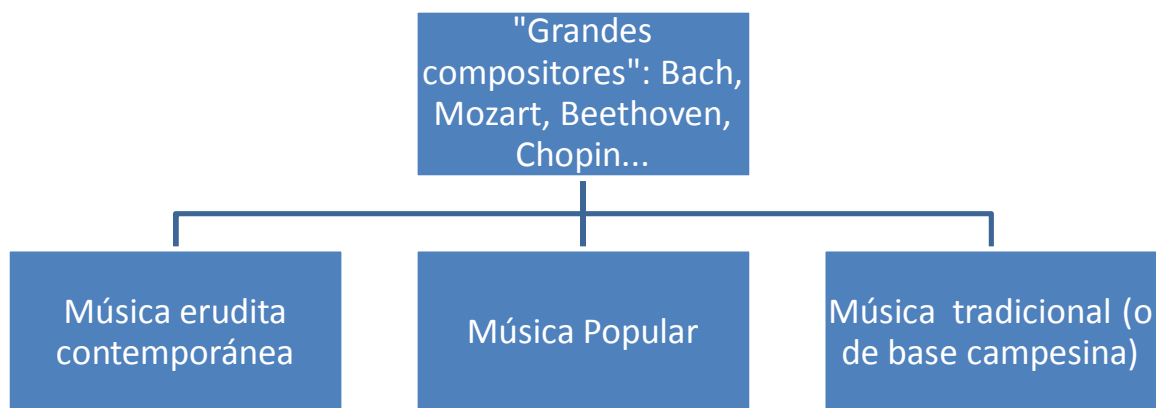 "Grandes
compositores": Bach,
Mozart, Beethoven,
Chopin...
Música erudita
contemporánea
Música Popular
Música  tradicional (o
de base campesina)